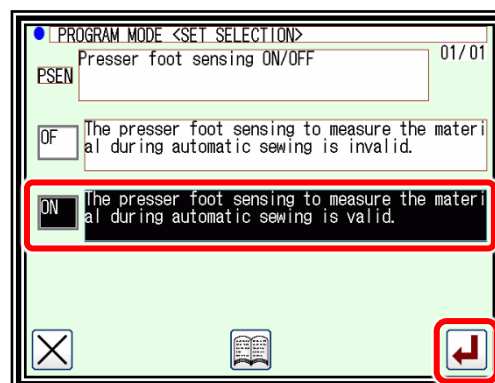 PROGRAM MODE <SET SELECTION>
01/01
PSEN
Presser foot sensing ON/OFF
OF
The presser foot sensing to measure the materi
al during automatic sewing is invalid.
ON
The presser foot sensing to measure the materi
al during automatic sewing is valid.